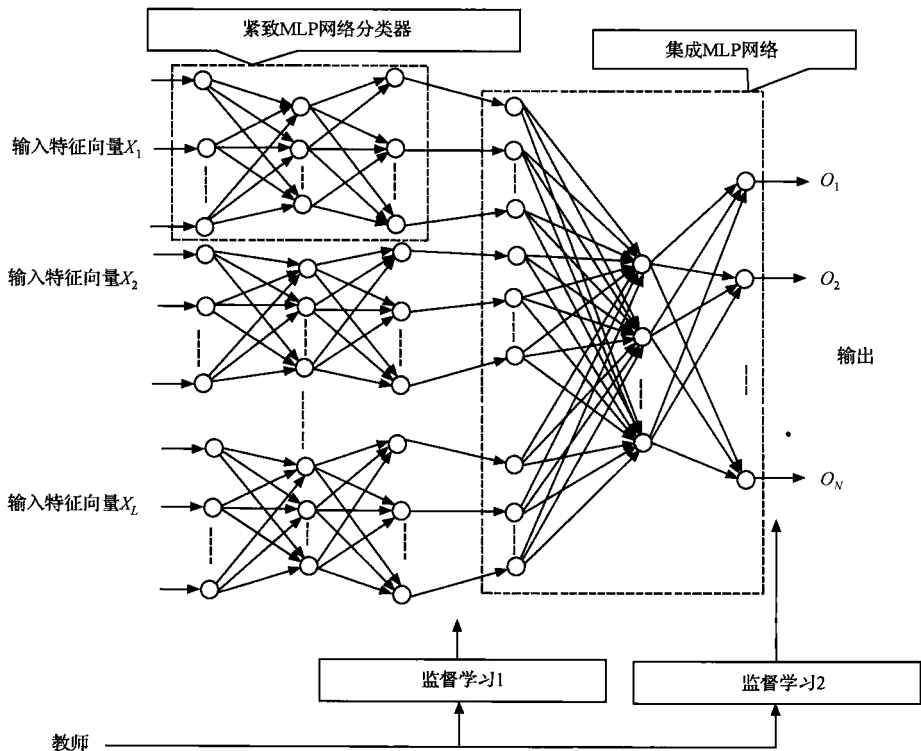 紧致MLP网络分类器
集成MLP网络
输入特征向量X₁
O₁
输入特征向量X₂
O₂
输出
输入特征向量X_L
O_N
监督学习1
监督学习2
教师